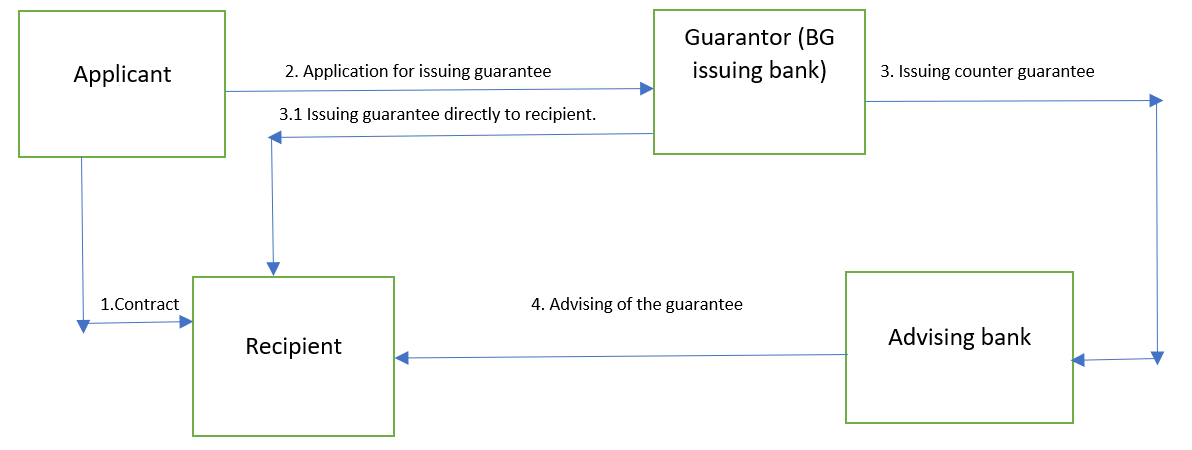 Applicant
Guarantor (BG
issuing bank)
2. Application for issuing guarantee
3. Issuing counter guarantee
3.1 Issuing guarantee directly to recipient.
1.Contract
4. Advising of the guarantee
Recipient
Advising bank